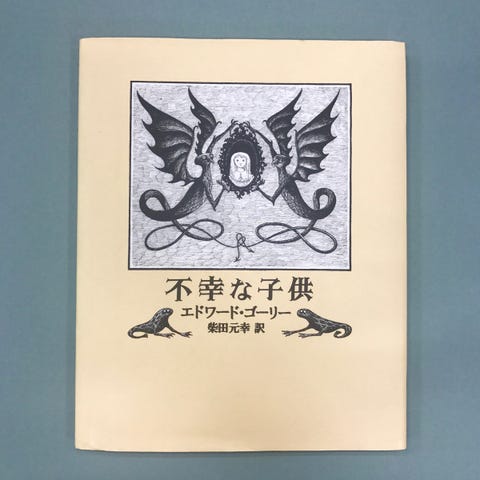 不幸な子供
エドワード・ゴーリー
柴田元幸 訳